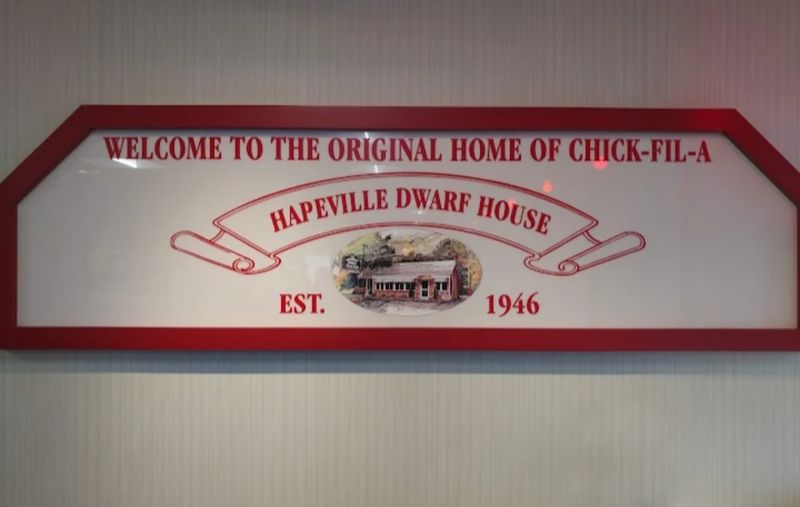 WELCOME TO THE ORIGINAL HOME OF CHICK-FIL-A
HAPEVILLE DWARF HOUSE
EST. 1946